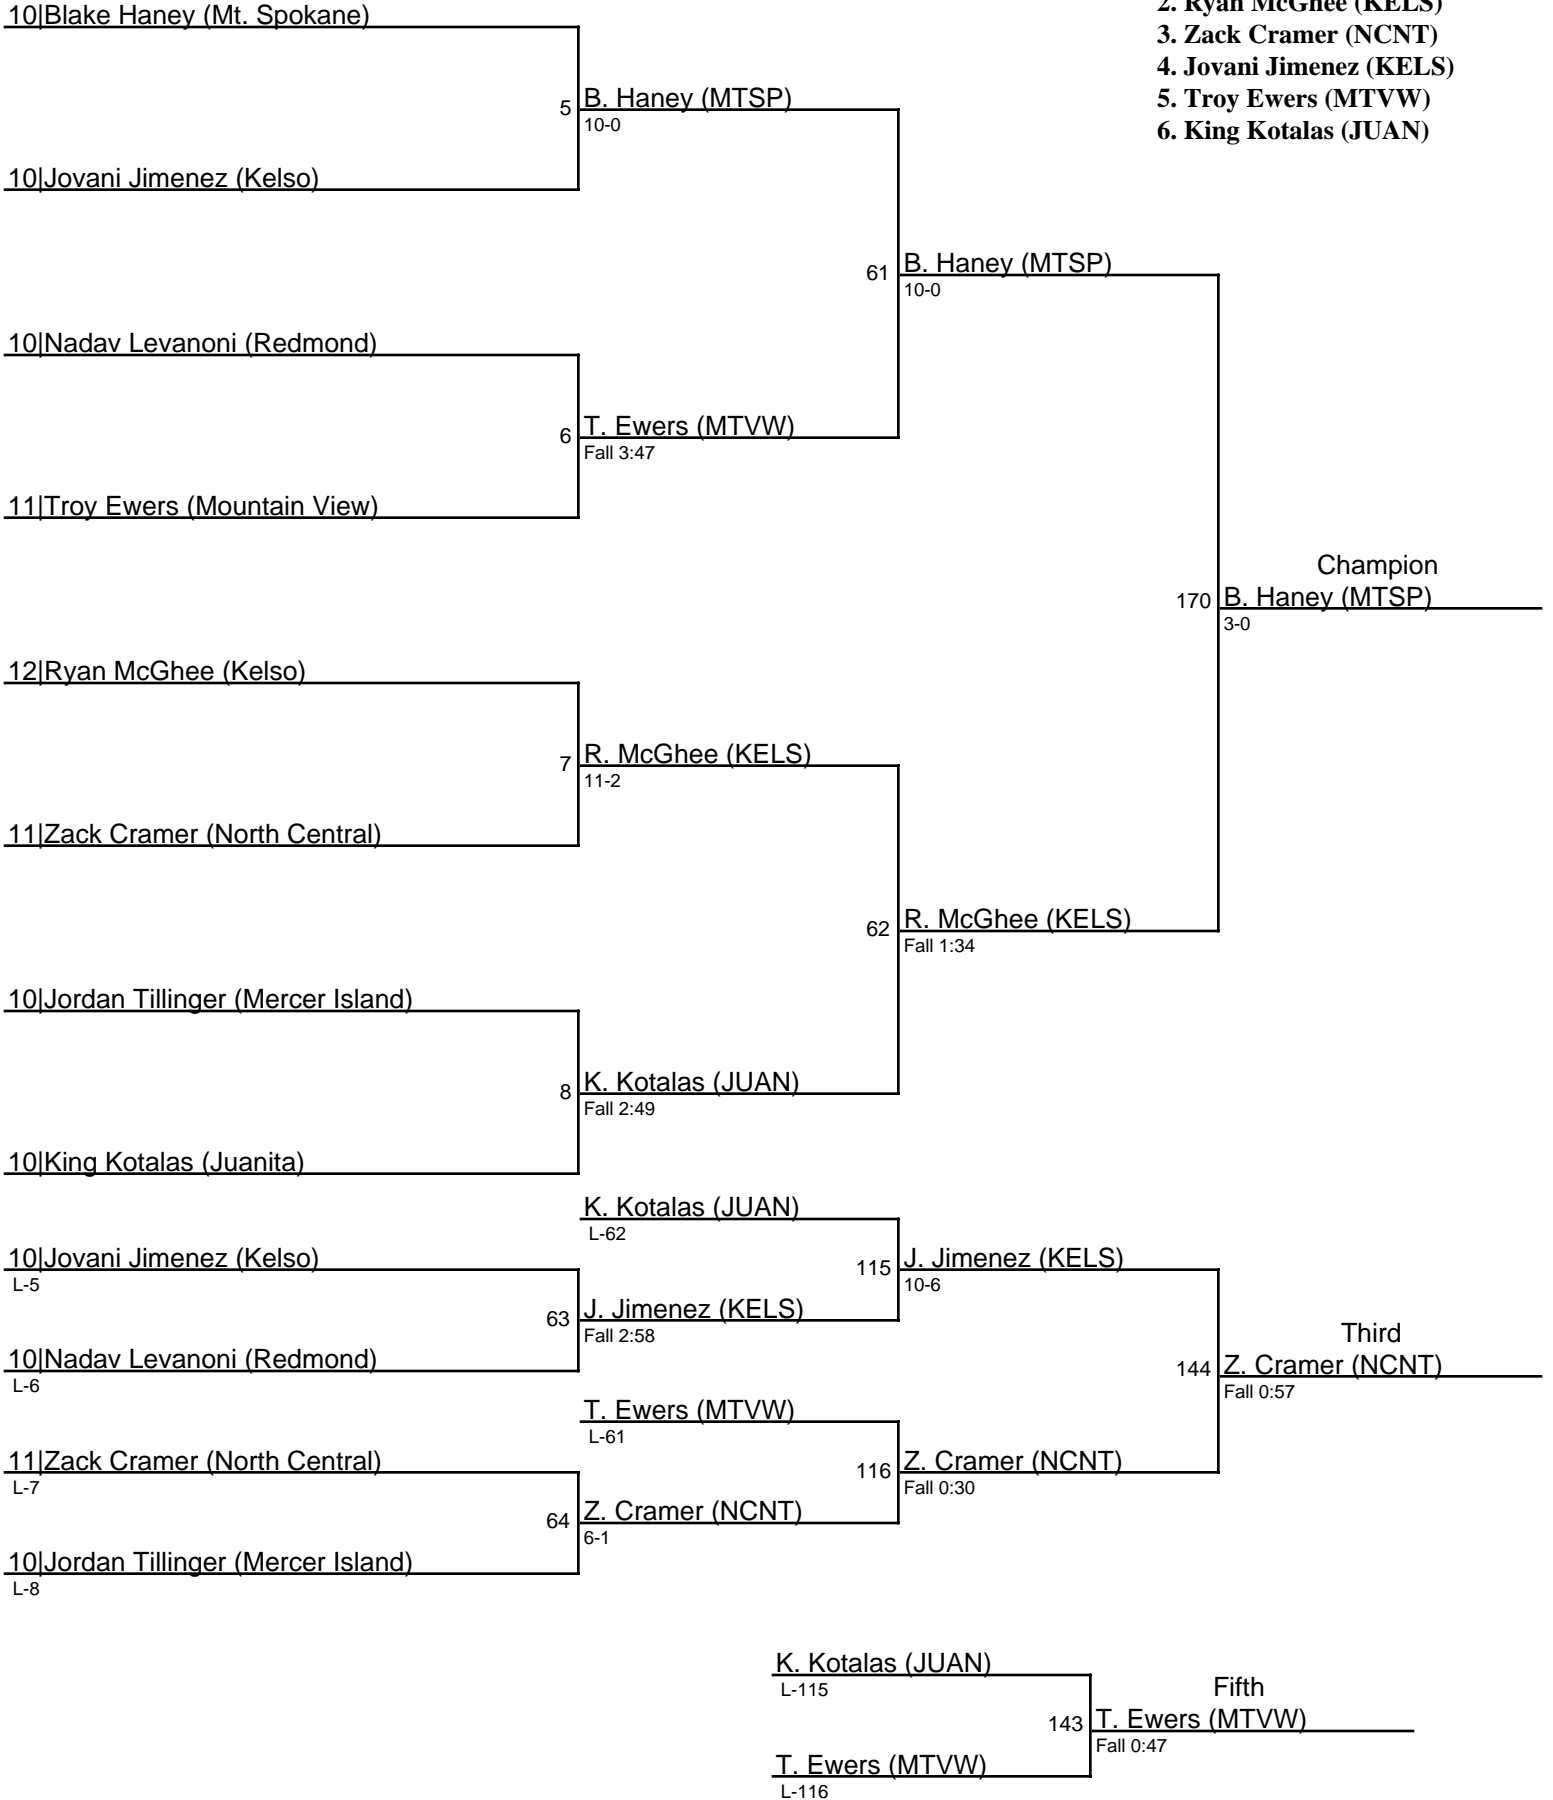 10|Blake Haney (Mt. Spokane)
2. Ryan McGhee (KELS)
3. Zack Cramer (NCNT)
4. Jovani Jimenez (KELS)
5. Troy Ewers (MTVW)
6. King Kotalas (JUAN)
5 B. Haney (MTSP)
10-0
10|Jovani Jimenez (Kelso)
61 B. Haney (MTSP)
10-0
10|Nadav Levanoni (Redmond)
6 T. Ewers (MTVW)
Fall 3:47
11|Troy Ewers (Mountain View)
Champion
170 B. Haney (MTSP)
3-0
12|Ryan McGhee (Kelso)
7 R. McGhee (KELS)
11-2
11|Zack Cramer (North Central)
62 R. McGhee (KELS)
Fall 1:34
10|Jordan Tillinger (Mercer Island)
8 K. Kotalas (JUAN)
Fall 2:49
10|King Kotalas (Juanita)
K. Kotalas (JUAN)
L-62
10|Jovani Jimenez (Kelso)
L-5
115 J. Jimenez (KELS)
10-6
63 J. Jimenez (KELS)
Fall 2:58
10|Nadav Levanoni (Redmond)
L-6
Third
144 Z. Cramer (NCNT)
Fall 0:57
T. Ewers (MTVW)
L-61
11|Zack Cramer (North Central)
L-7
116 Z. Cramer (NCNT)
Fall 0:30
64 Z. Cramer (NCNT)
6-1
10|Jordan Tillinger (Mercer Island)
L-8
K. Kotalas (JUAN)
L-115
Fifth
143 T. Ewers (MTVW)
Fall 0:47
T. Ewers (MTVW)
L-116